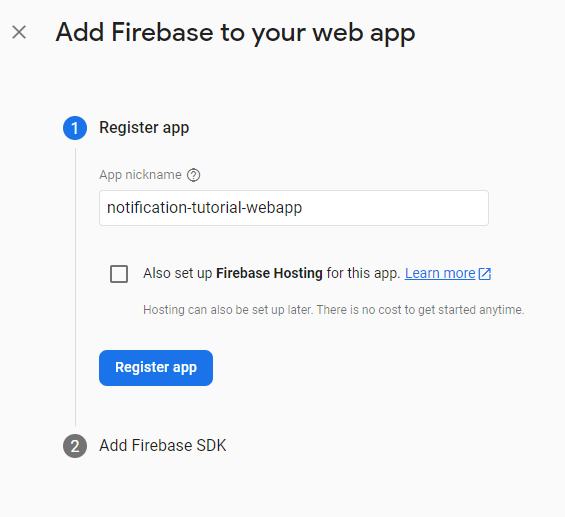 Add Firebase to your web app
1
Register app
App nickname
notification-tutorial-webapp
Also set up Firebase Hosting for this app. Learn more
Hosting can also be set up later. There is no cost to get started anytime.
Register app
2
Add Firebase SDK